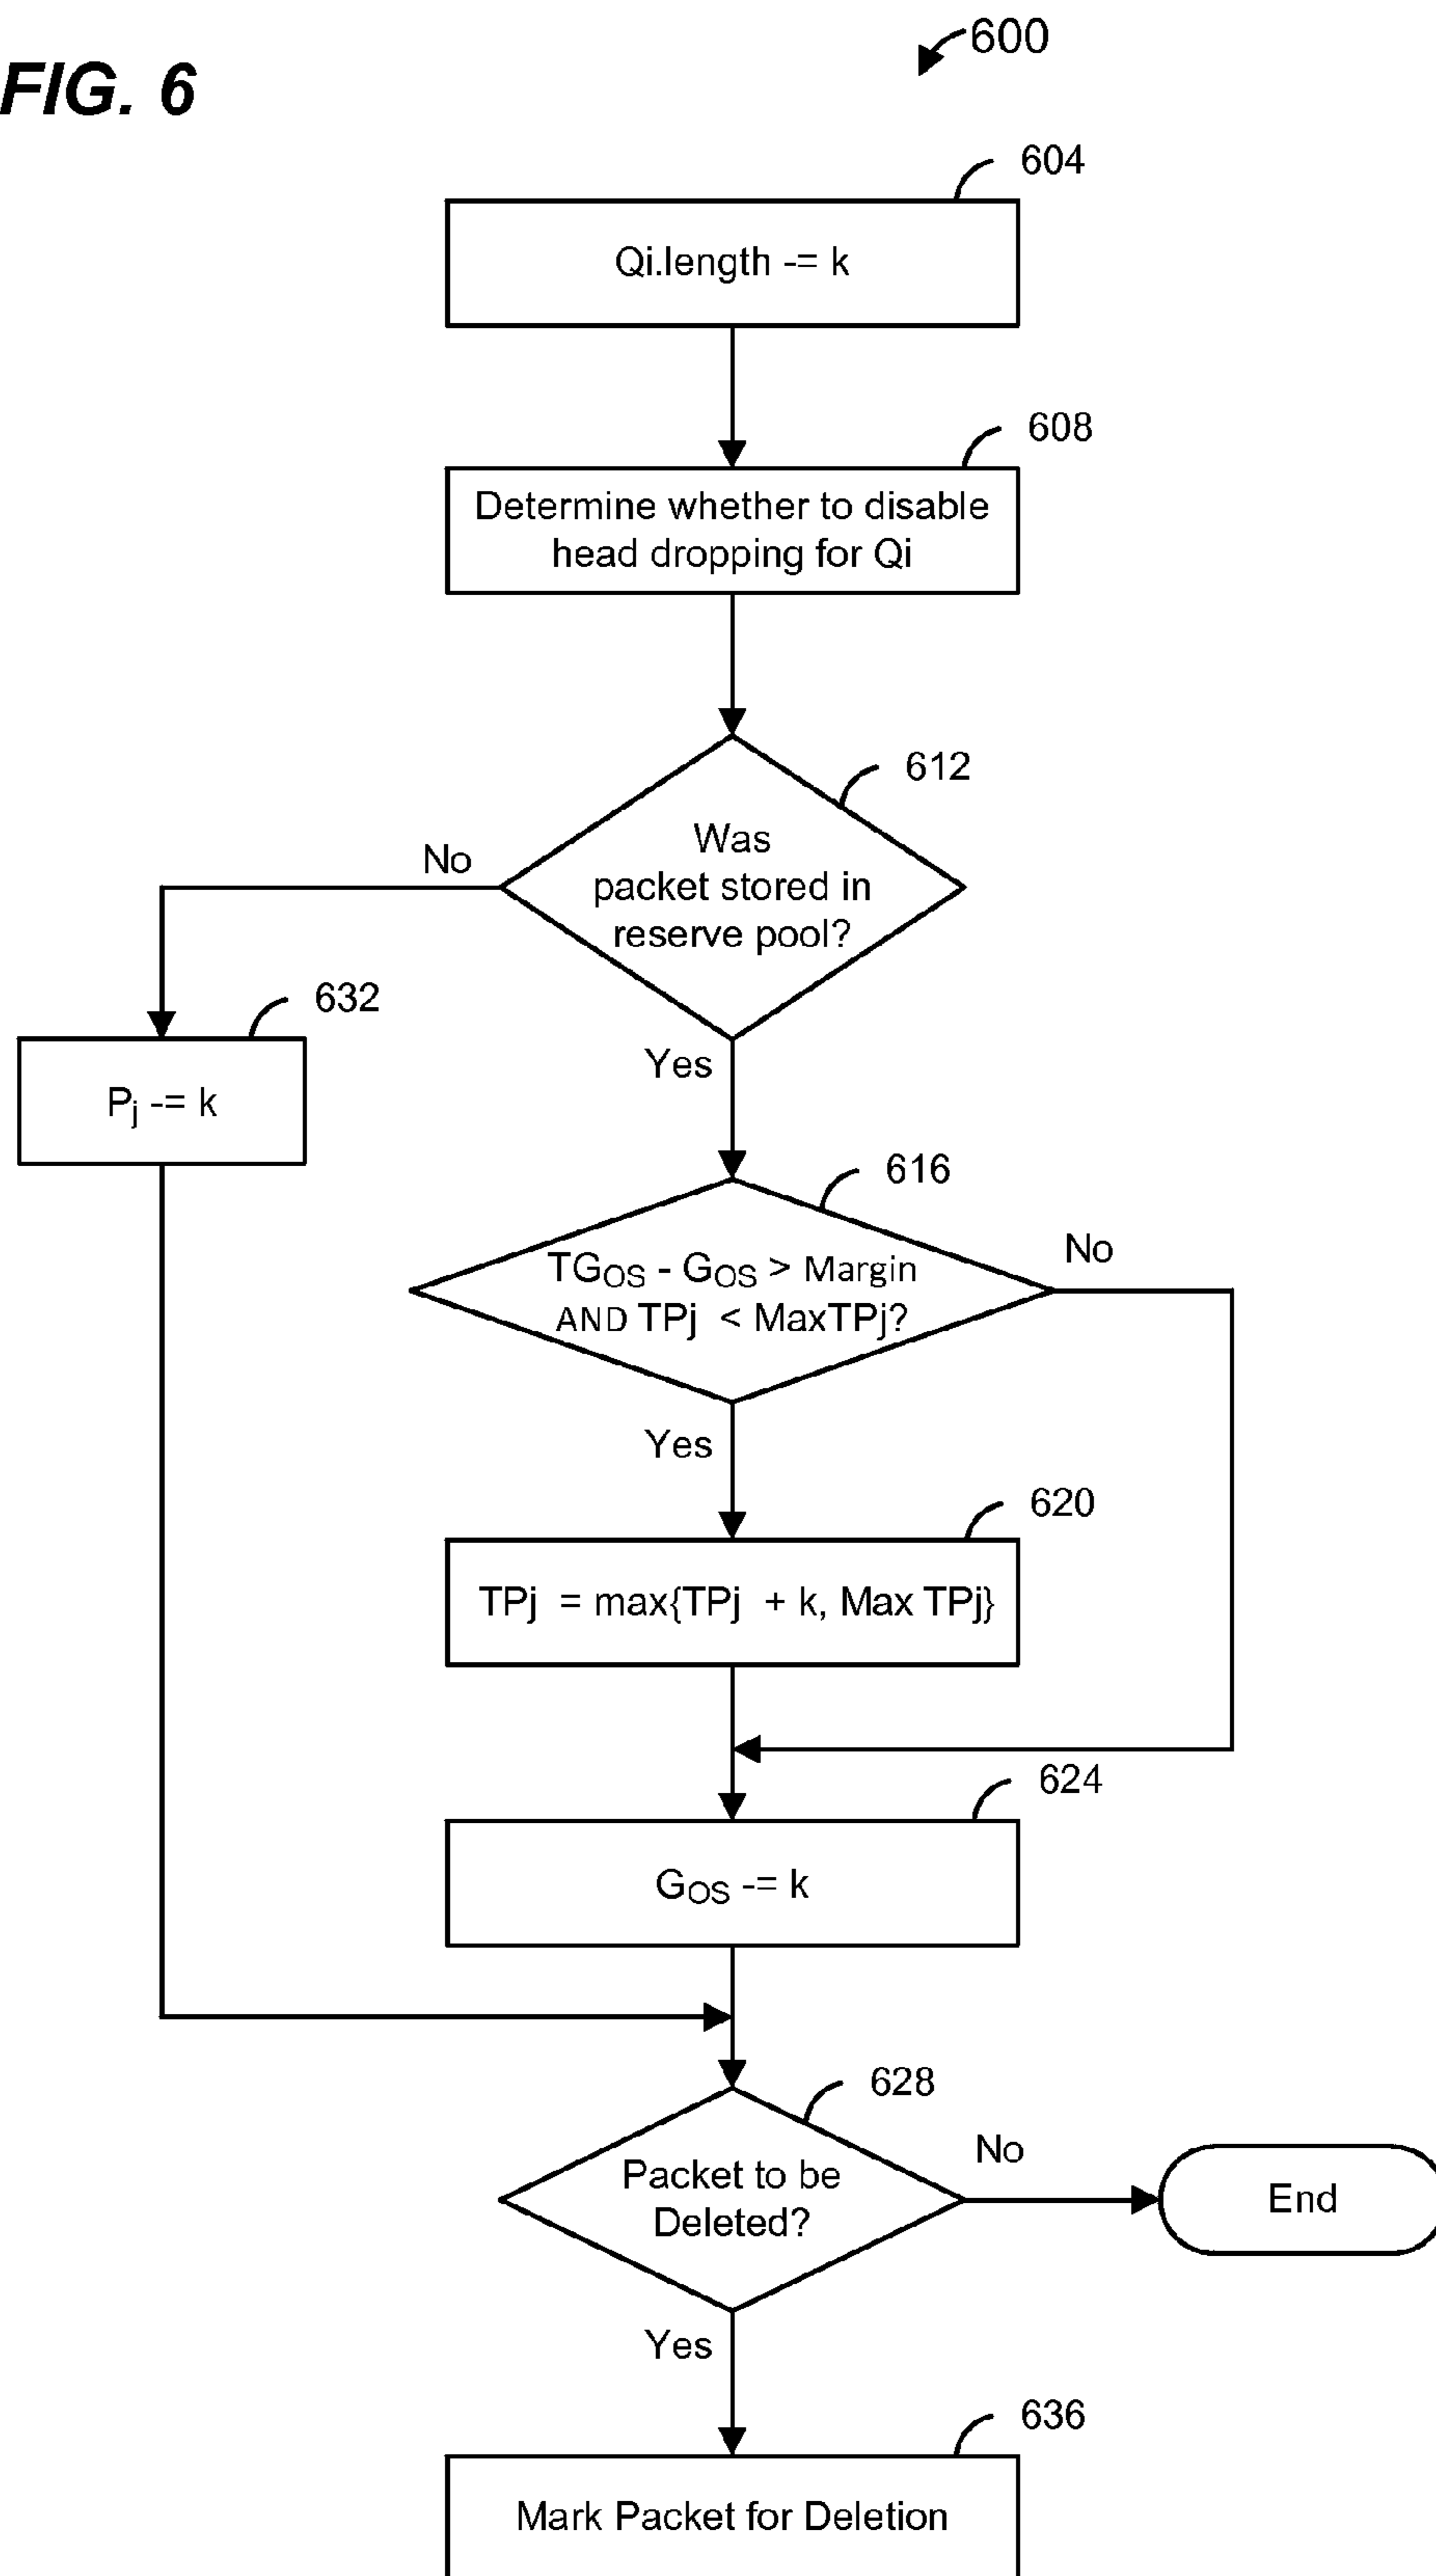 FIG. 6
600
604
Qi.length -= k
608
Determine whether to disable
head dropping for Qi
612
Was
packet stored in
reserve pool?
No
Yes
632
Pj -= k
616
TGOS - GOS > Margin
AND TPj < MaxTPj?
No
Yes
620
TPj = max{TPj + k, Max TPj}
624
GOS -= k
628
Packet to be
Deleted?
No
End
Yes
636
Mark Packet for Deletion